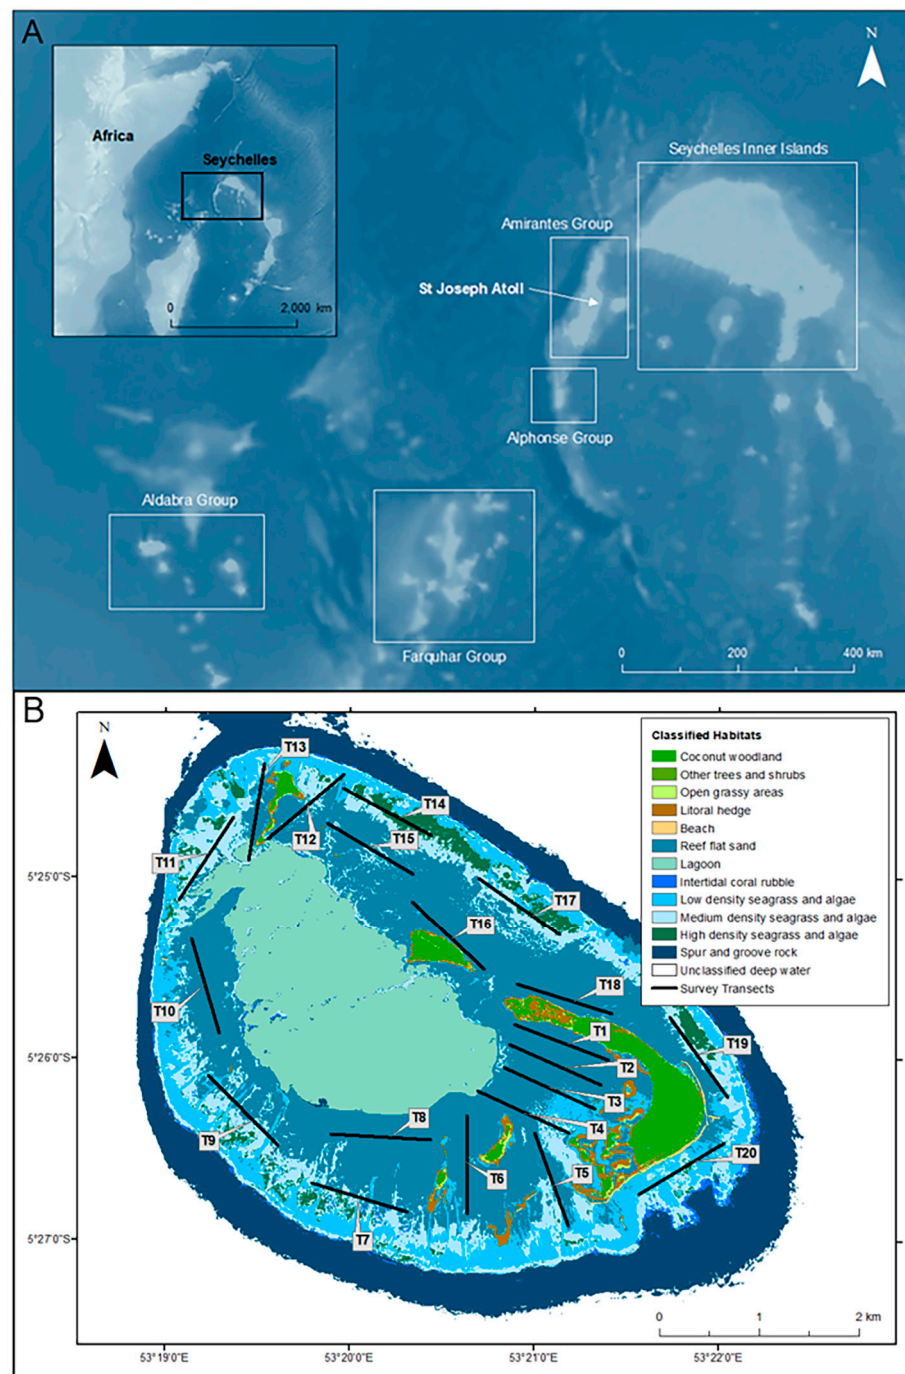 A
N
Africa
Seychelles
0 2,000 km
Seychelles Inner Islands
Amirantes Group
St Joseph Atoll
Alphonse Group
Aldabra Group
Farquhar Group
0 200 400 km
B
N
Classified Habitats
Coconut woodland
Other trees and shrubs
Open grassy areas
Litoral hedge
Beach
Reef flat sand
Lagoon
Intertidal coral rubble
Low density seagrass and algae
Medium density seagrass and algae
High density seagrass and algae
Spur and groove rock
Unclassified deep water
Survey Transects
T13
T14
T12
T15
T11
5°25'0"S
T17
T16
T18
T10
T1
T19
5°26'0"S
T2
T3
T8
T4
T9
T20
T6
T5
T7
5°27'0"S
0 1 2 km
53°19'0"E
53°20'0"E
53°21'0"E
53°22'0"E